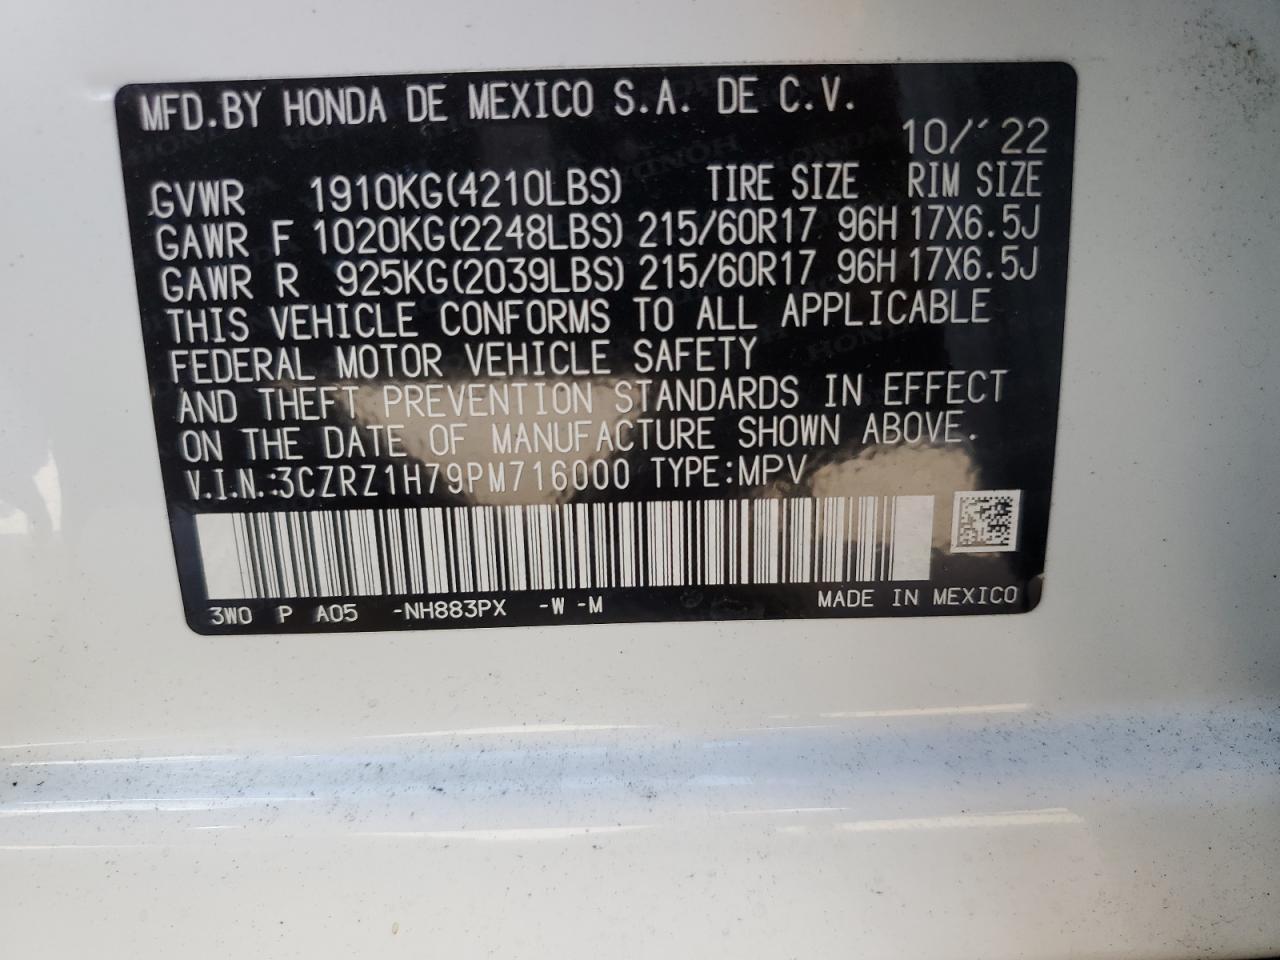 MFD.BY HONDA DE MEXICO S.A. DE C.V.
10/'22
GVWR 1910KG(4210LBS) TIRE SIZE RIM SIZE
GAWR F 1020KG(2248LBS) 215/60R17 96H 17X6.5J
GAWR R 925KG(2039LBS) 215/60R17 96H 17X6.5J
THIS VEHICLE CONFORMS TO ALL APPLICABLE
FEDERAL MOTOR VEHICLE SAFETY
AND THEFT PREVENTION STANDARDS IN EFFECT
ON THE DATE OF MANUFACTURE SHOWN ABOVE.
V.I.N.:3CZRZ1H79PM716000 TYPE:MPV
3W0 P A05 -NH883PX -W -M MADE IN MEXICO